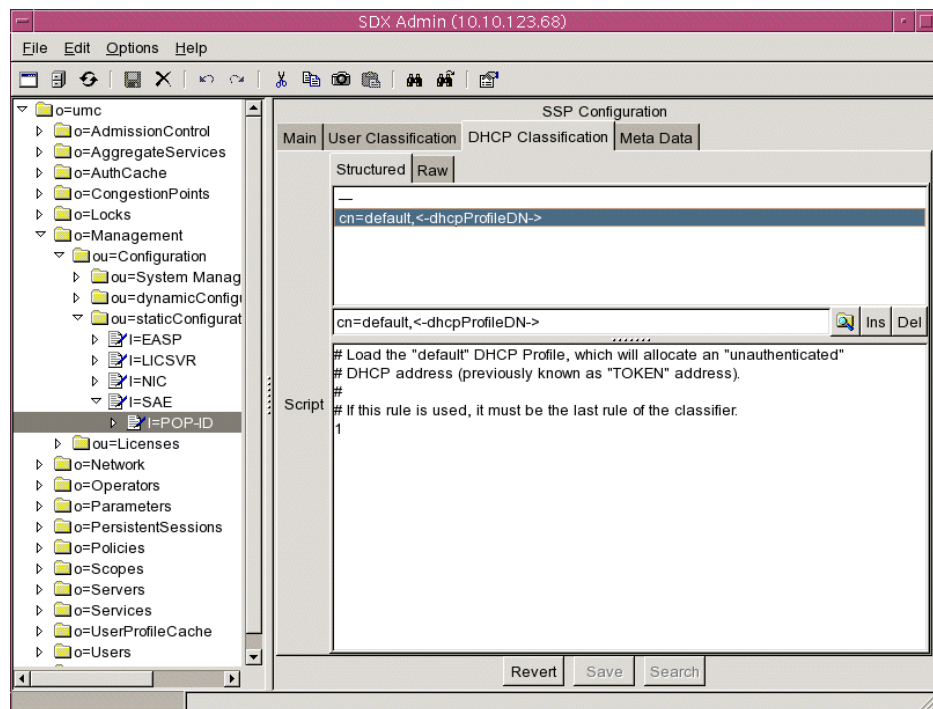 SDX Admin (10.10.123.68)
File Edit Options Help
o=umc
o=AdmissionControl
o=AggregateServices
o=AuthCache
o=CongestionPoints
o=Locks
o=Management
ou=Configuration
ou=System Manag
ou=dynamicConfigu
ou=staticConfigurat
l=EASP
l=LICSVR
l=NIC
l=SAE
l=POP-ID
ou=Licenses
o=Network
o=Operators
o=Parameters
o=PersistentSessions
o=Policies
o=Scopes
o=Servers
o=Services
o=UserProfileCache
o=Users
SSP Configuration
Main User Classification DHCP Classification Meta Data
Structured Raw
—
cn=default,<-dhcpProfileDN->
cn=default,<-dhcpProfileDN-> Ins Del
Script
# Load the "default" DHCP Profile, which will allocate an "unauthenticated"
# DHCP address (previously known as "TOKEN" address).
#
# If this rule is used, it must be the last rule of the classifier.
1
Revert Save Search